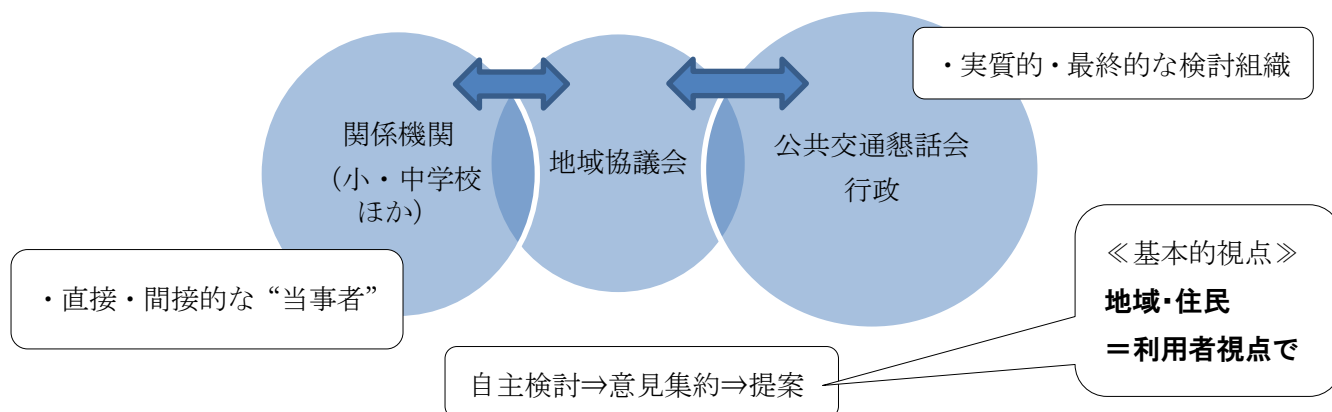 ・実質的・最終的な検討組織
関係機関
（小・中学校
ほか）
地域協議会
公共交通懇話会
行政
・直接・間接的な“当事者”
≪基本的視点≫
地域・住民
＝利用者視点で
自主検討⇒意見集約⇒提案